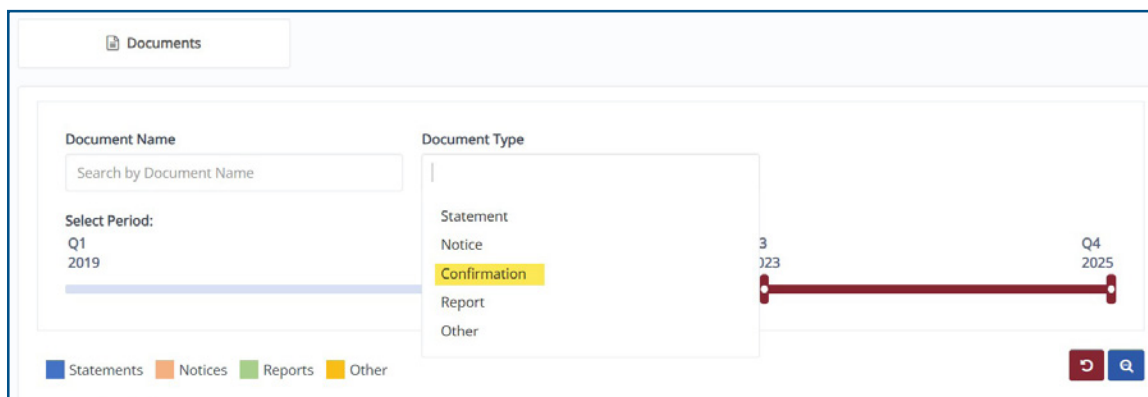 Documents
Document Name
Document Type
Search by Document Name
Statement
Notice
Confirmation
Report
Other
Select Period:
Q1
2019
Q4
2025
Statements
Notices
Reports
Other